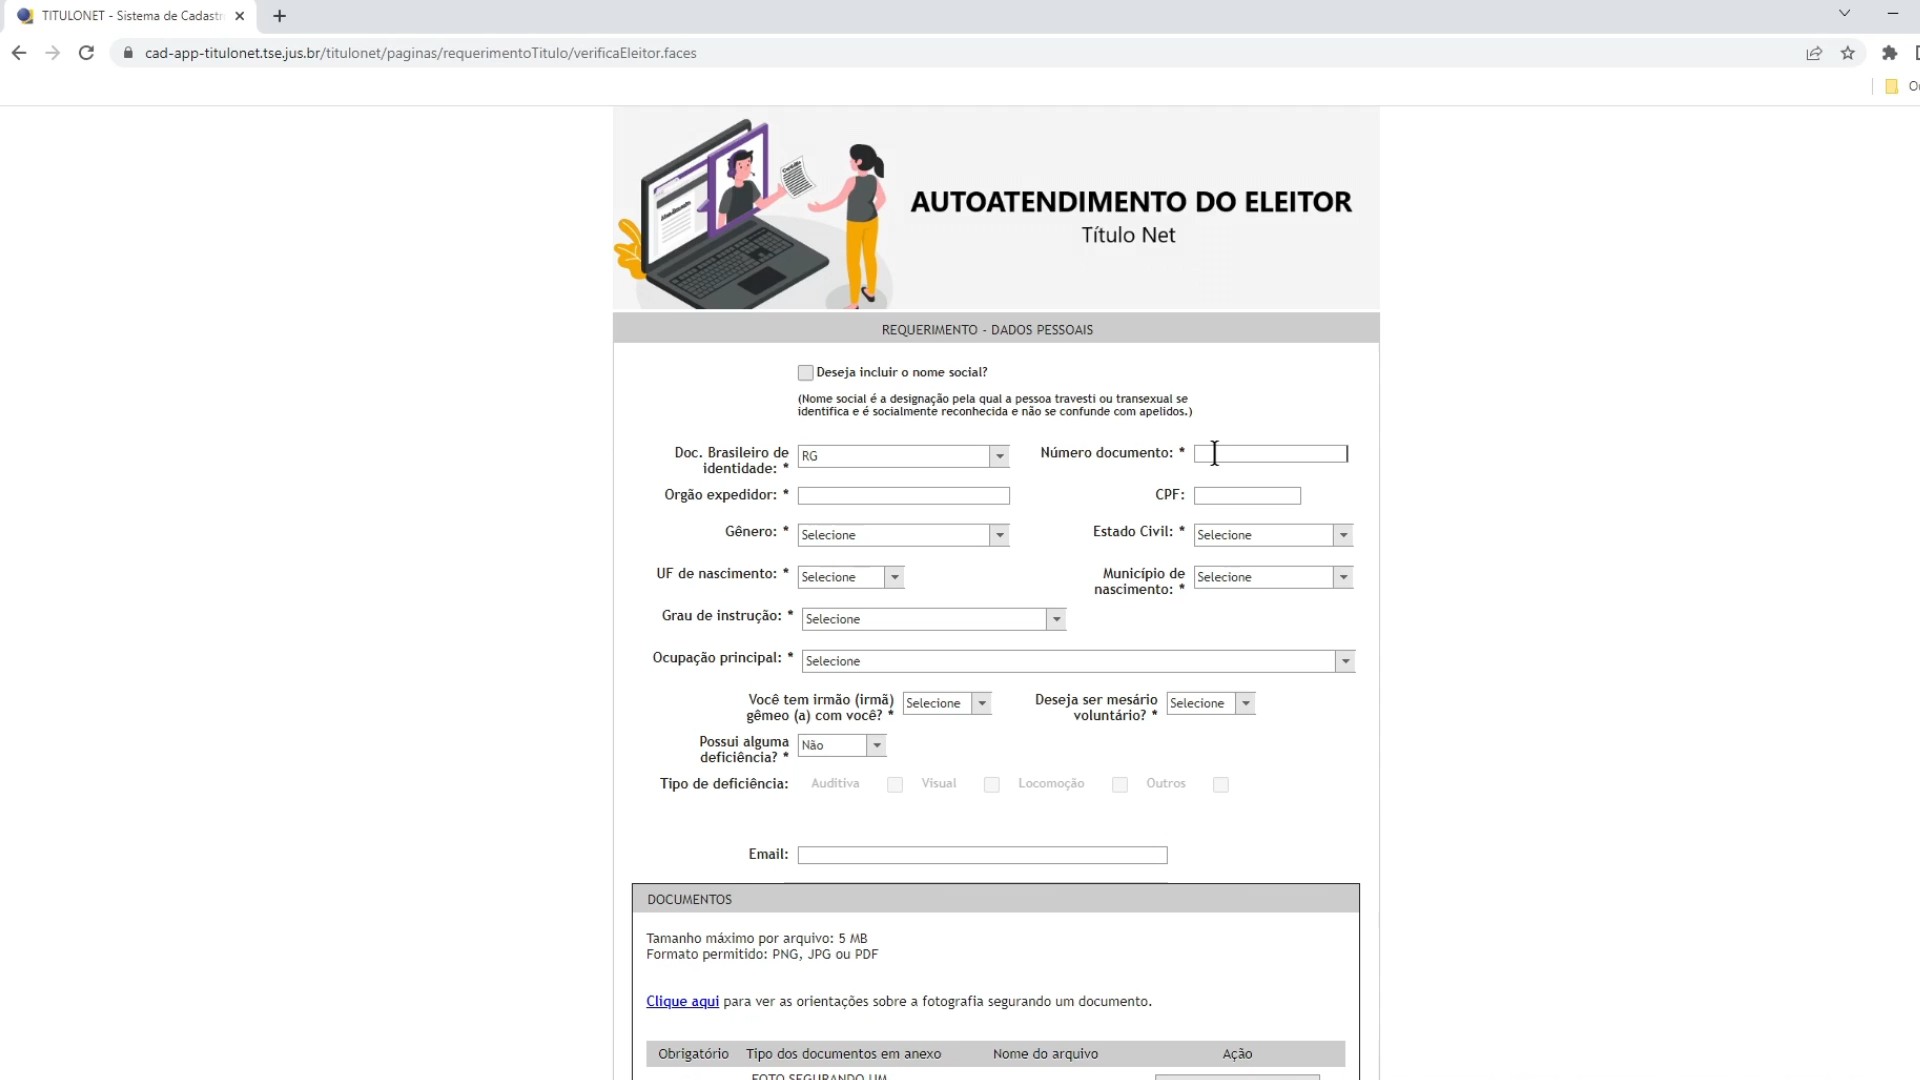 TITULONET - Sistema de Cadastr
cad-app-titulonet.tse.jus.br/titulonet/paginas/requerimentoTitulo/verificaEleitor.faces
AUTOATENDIMENTO DO ELEITOR
Título Net
REQUERIMENTO - DADOS PESSOAIS
Deseja incluir o nome social?
(Nome social é a designação pela qual a pessoa travesti ou transexual se
identifica e é socialmente reconhecida e não se confunde com apelidos.)
Doc. Brasileiro de
identidade: * RG
Número documento: *
Orgão expedidor: *
CPF:
Gênero: * Selecione
Estado Civil: * Selecione
UF de nascimento: * Selecione
Município de
nascimento: * Selecione
Grau de instrução: * Selecione
Ocupação principal: * Selecione
Você tem irmão (irmã)
gêmeo (a) com você? * Selecione
Deseja ser mesário
voluntário? * Selecione
Possui alguma
deficiência? * Não
Tipo de deficiência: Auditiva Visual Locomoção Outros
Email:
DOCUMENTOS
Tamanho máximo por arquivo: 5 MB
Formato permitido: PNG, JPG ou PDF
Clique aqui para ver as orientações sobre a fotografia segurando um documento.
Obrigatório Tipo dos documentos em anexo Nome do arquivo Ação
FOTO SEGURANDO UM